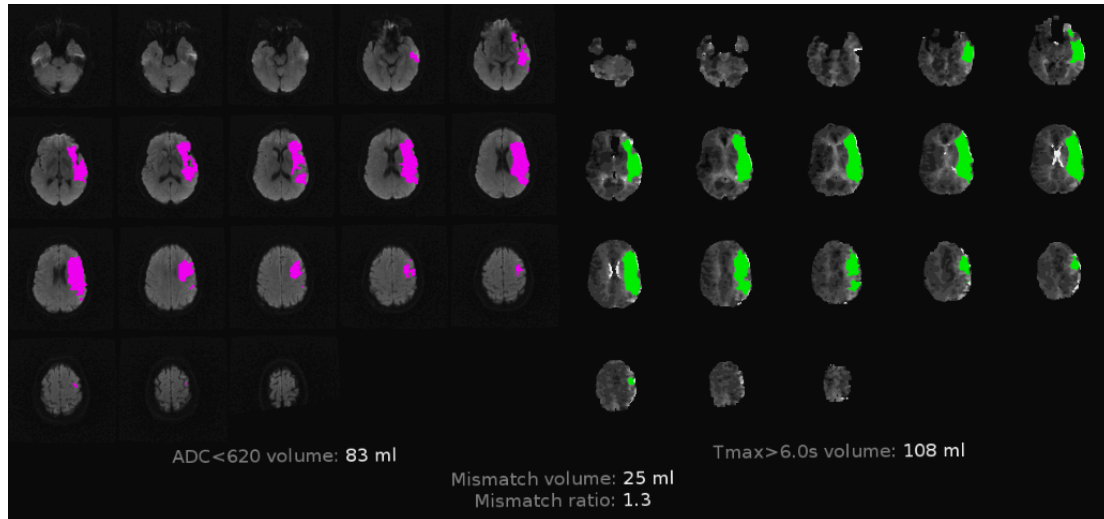 ADC<620 volume: 83 ml
Tmax>6.0s volume: 108 ml
Mismatch volume: 25 ml
Mismatch ratio: 1.3